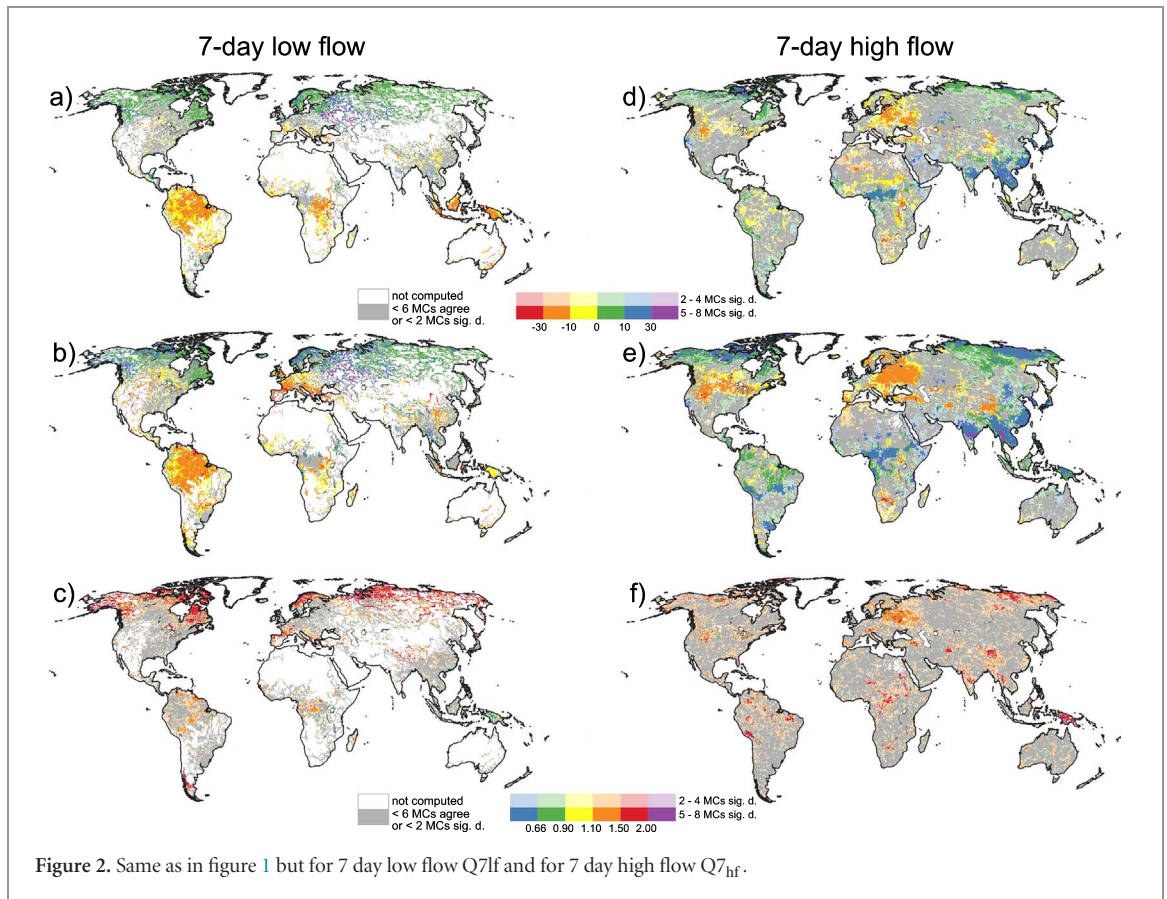 7-day low flow
7-day high flow
a)
d)
not computed
< 6 MCs agree
or < 2 MCs sig. d.
2 - 4 MCs sig. d.
5 - 8 MCs sig. d.
-30 -10 0 10 30
b)
e)
c)
f)
not computed
< 6 MCs agree
or < 2 MCs sig. d.
2 - 4 MCs sig. d.
5 - 8 MCs sig. d.
0.66 0.90 1.10 1.50 2.00
Figure 2. Same as in figure 1 but for 7 day low flow Q7lf and for 7 day high flow Q7hf.